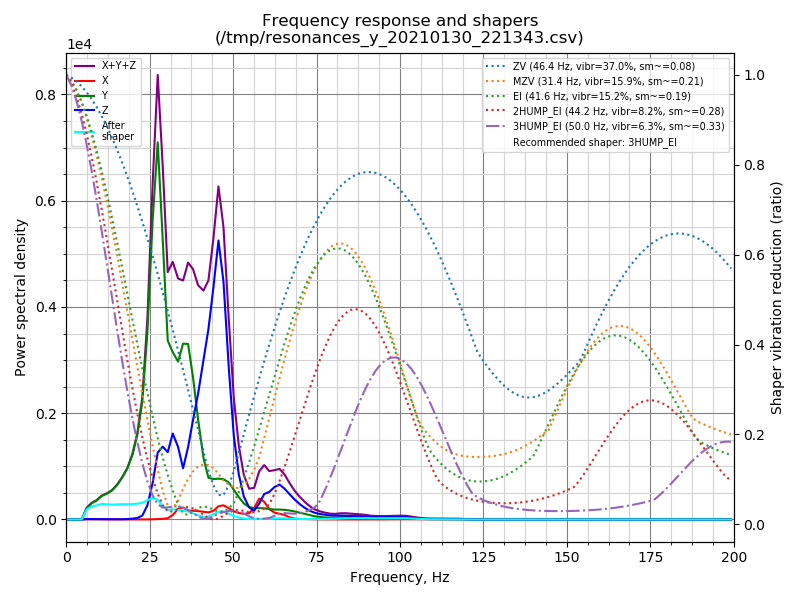 Frequency response and shapers
(/tmp/resonances_y_20210130_221343.csv)
1e4
X+Y+Z
X
Y
Z
After
shaper
ZV (46.4 Hz, vibr=37.0%, sm~=0.08)
MZV (31.4 Hz, vibr=15.9%, sm~=0.21)
EI (41.6 Hz, vibr=15.2%, sm~=0.19)
2HUMP_EI (44.2 Hz, vibr=8.2%, sm~=0.28)
3HUMP_EI (50.0 Hz, vibr=6.3%, sm~=0.33)
Recommended shaper: 3HUMP_EI
0.8
0.6
0.4
0.2
0.0
Power spectral density
1.0
0.8
0.6
0.4
0.2
0.0
Shaper vibration reduction (ratio)
0 25 50 75 100 125 150 175 200
Frequency, Hz